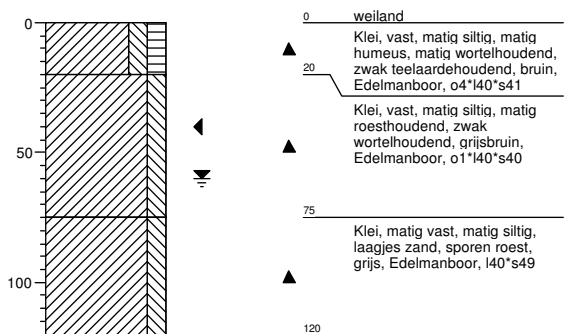 0
50
100
0 weiland
Klei, vast, matig siltig, matig
humeus, matig wortelhoudend,
zwak teelaardehoudend, bruin,
Edelmanboor, o4*l40*s41
20
Klei, vast, matig siltig, matig
roesthoudend, zwak
wortelhoudend, grijsbruin,
Edelmanboor, o1*l40*s40
75
Klei, matig vast, matig siltig,
laagjes zand, sporen roest,
grijs, Edelmanboor, l40*s49
120